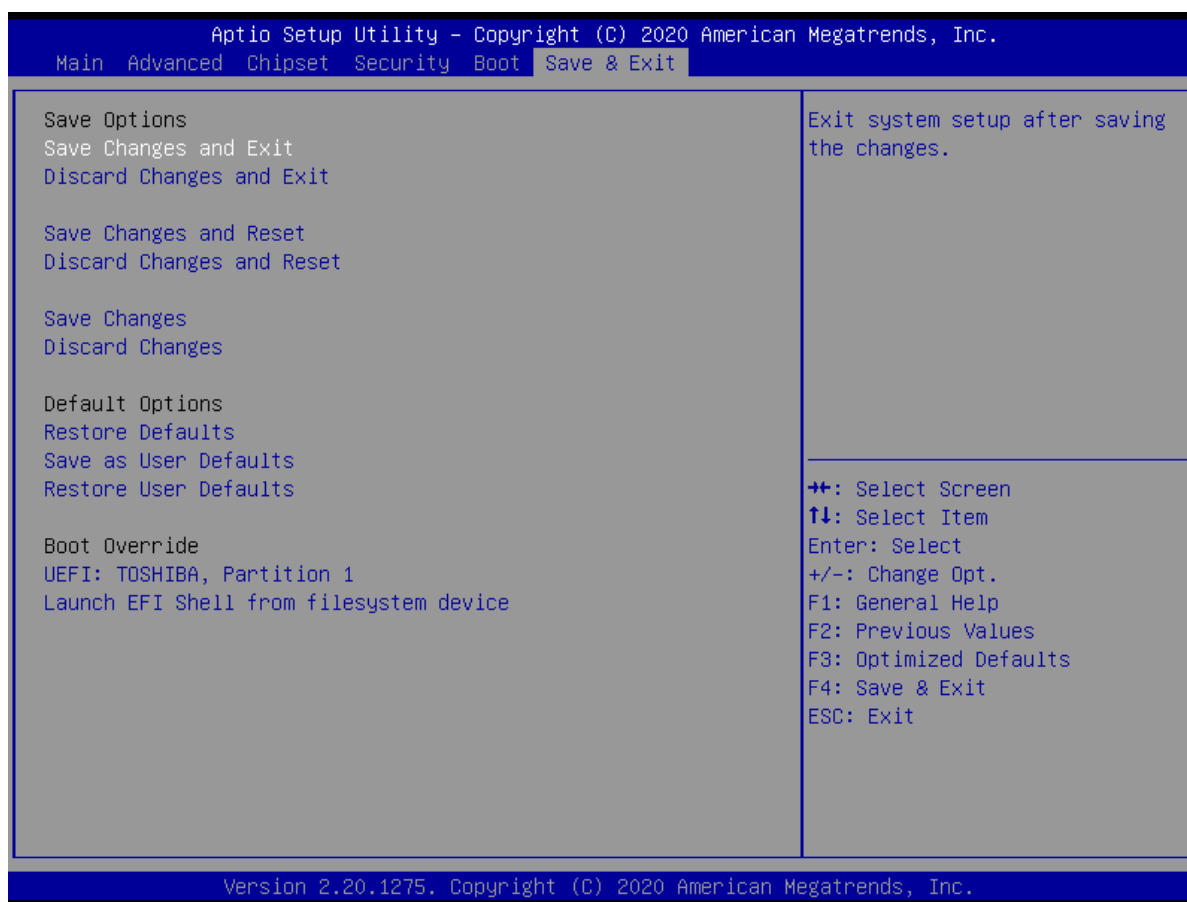 Aptio Setup Utility – Copyright (C) 2020 American Megatrends, Inc.
Main Advanced Chipset Security Boot Save & Exit
Save Options
Save Changes and Exit
Discard Changes and Exit
Save Changes and Reset
Discard Changes and Reset
Save Changes
Discard Changes
Default Options
Restore Defaults
Save as User Defaults
Restore User Defaults
Boot Override
UEFI: TOSHIBA, Partition 1
Launch EFI Shell from filesystem device
Exit system setup after saving
the changes.
→←: Select Screen
↑↓: Select Item
Enter: Select
+/-: Change Opt.
F1: General Help
F2: Previous Values
F3: Optimized Defaults
F4: Save & Exit
ESC: Exit
Version 2.20.1275. Copyright (C) 2020 American Megatrends, Inc.